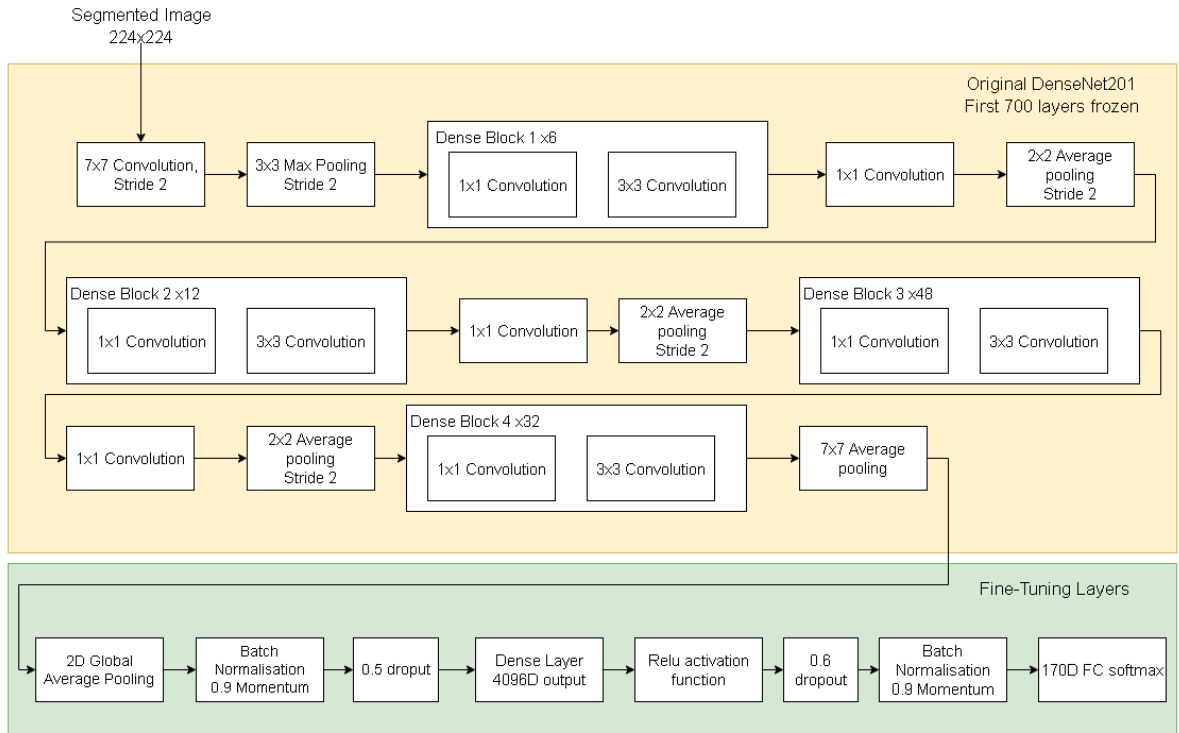 Segmented Image
224x224
Original DenseNet201
First 700 layers frozen
7x7 Convolution,
Stride 2
3x3 Max Pooling
Stride 2
Dense Block 1 x6
1x1 Convolution
3x3 Convolution
1x1 Convolution
2x2 Average
pooling
Stride 2
Dense Block 2 x12
1x1 Convolution
3x3 Convolution
1x1 Convolution
2x2 Average
pooling
Stride 2
Dense Block 3 x48
1x1 Convolution
3x3 Convolution
1x1 Convolution
2x2 Average
pooling
Stride 2
Dense Block 4 x32
1x1 Convolution
3x3 Convolution
7x7 Average
pooling
Fine-Tuning Layers
2D Global
Average Pooling
Batch
Normalisation
0.9 Momentum
0.5 droput
Dense Layer
4096D output
Relu activation
function
0.6
dropout
Batch
Normalisation
0.9 Momentum
170D FC softmax